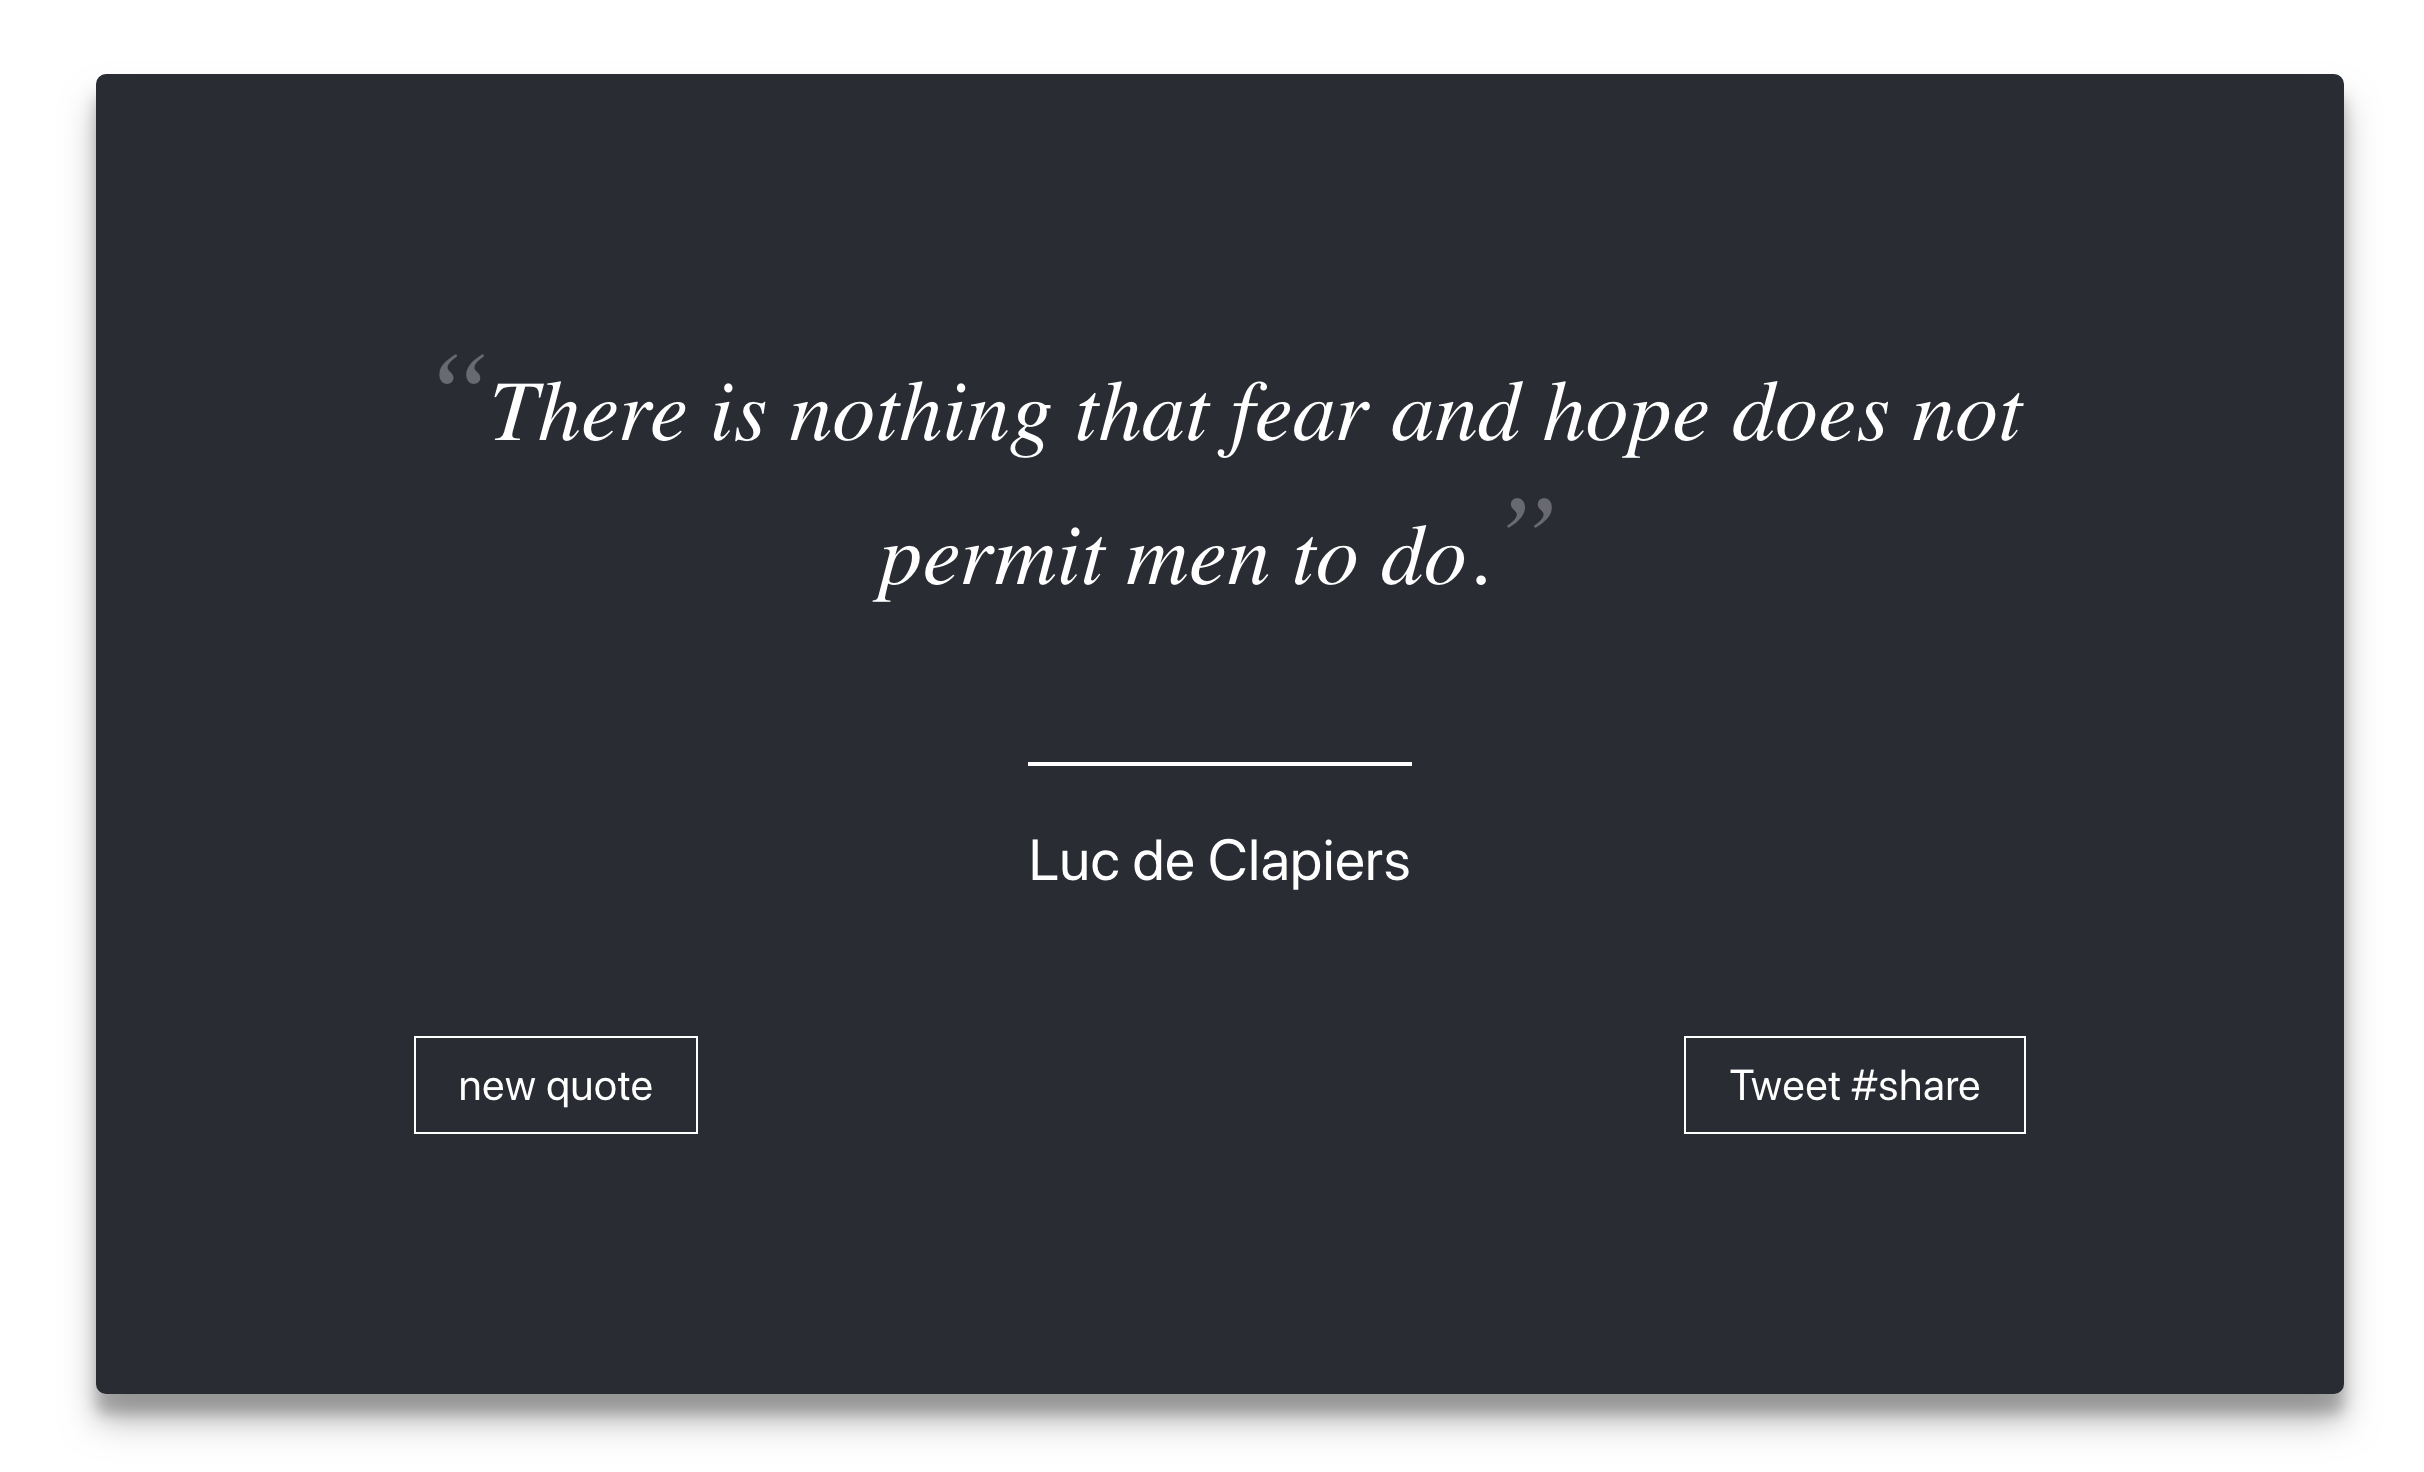 “There is nothing that fear and hope does not
permit men to do.”
Luc de Clapiers
new quote
Tweet #share